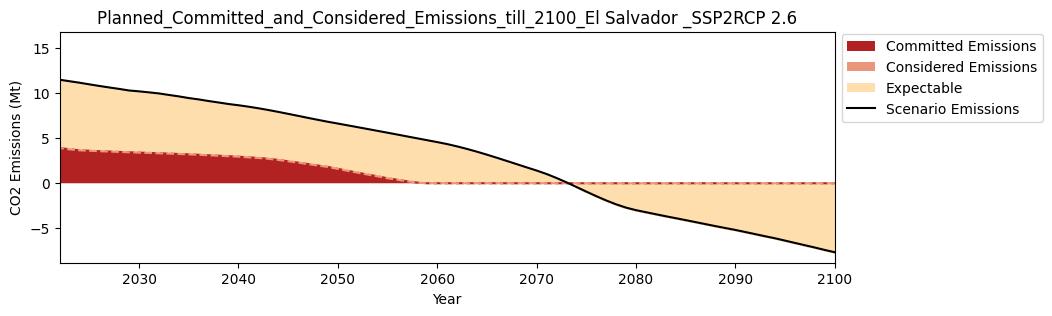 Planned_Committed_and_Considered_Emissions_till_2100_El Salvador _SSP2RCP 2.6
15
10
5
0
−5
CO2 Emissions (Mt)
2030 2040 2050 2060 2070 2080 2090 2100
Year
Committed Emissions
Considered Emissions
Expectable
Scenario Emissions